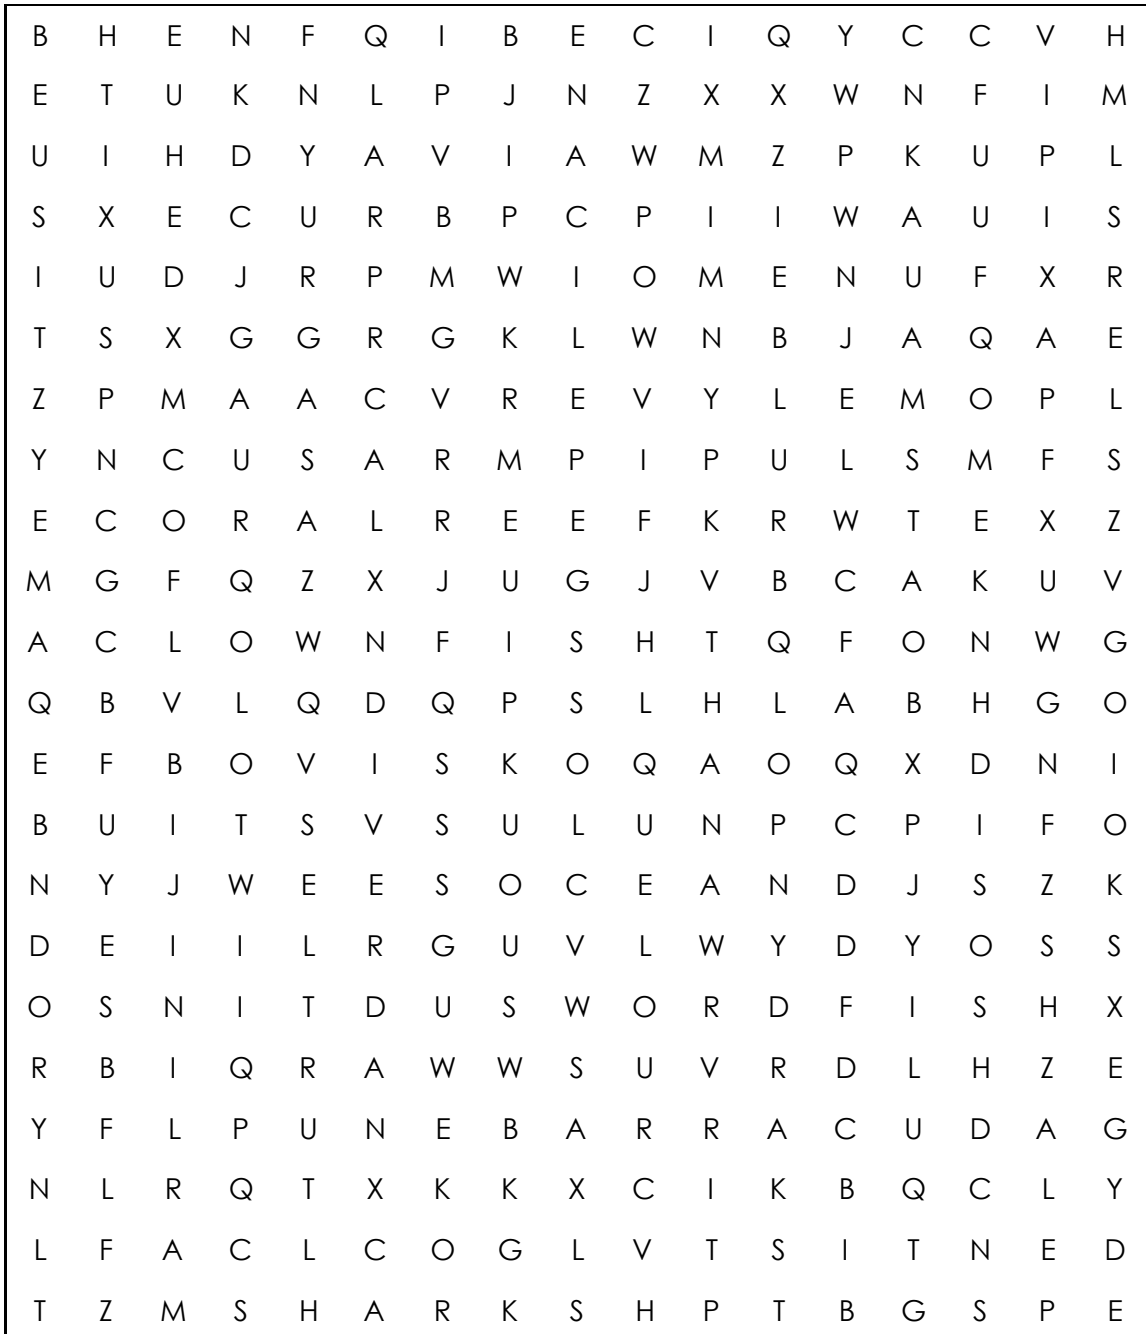 B H E N F Q I B E C I Q Y C C V H
E T U K N L P J N Z X X W N F I M
U I H D Y A V I A W M Z P K U P L
S X E C U R B P C P I I W A U I S
I U D J R P M W I O M E N U F X R
T S X G G R G K L W N B J A Q A E
Z P M A A C V R E V Y L E M O P L
Y N C U S A R M P I P U L S M F S
E C O R A L R E E F K R W T E X Z
M G F Q Z X J U G J V B C A K U V
A C L O W N F I S H T Q F O N W G
Q B V L Q D Q P S L H L A B H G O
E F B O V I S K O Q A O Q X D N I
B U I T S V S U L U N P C P I F O
N Y J W E E S O C E A N D J S Z K
D E I I L R G U V L W Y D Y O S S
O S N I T D U S W O R D F I S H X
R B I Q R A W W S U V R D L H Z E
Y F L P U N E B A R R A C U D A G
N L R Q T X K K X C I K B Q C L Y
L F A C L C O G L V T S I T N E D
T Z M S H A R K S H P T B G S P E